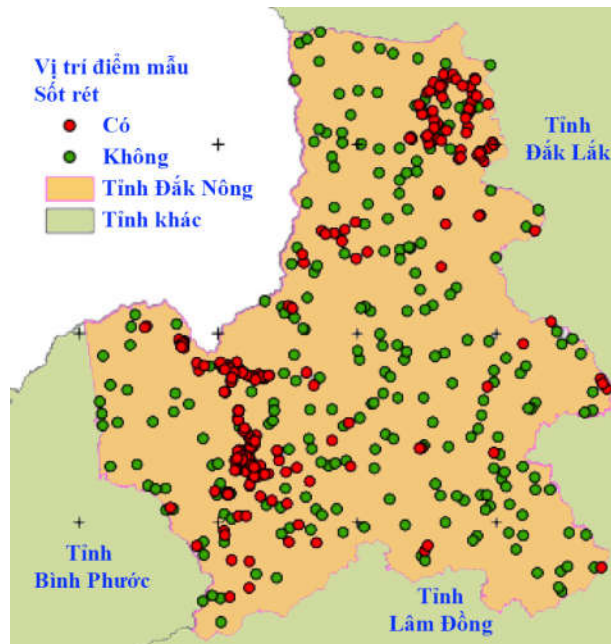 Vị trí điểm mẫu
Sốt rét
Có
Không
Tỉnh Đắk Nông
Tỉnh khác
Tỉnh
Đắk Lắk
Tỉnh
Bình Phước
Tỉnh
Lâm Đồng